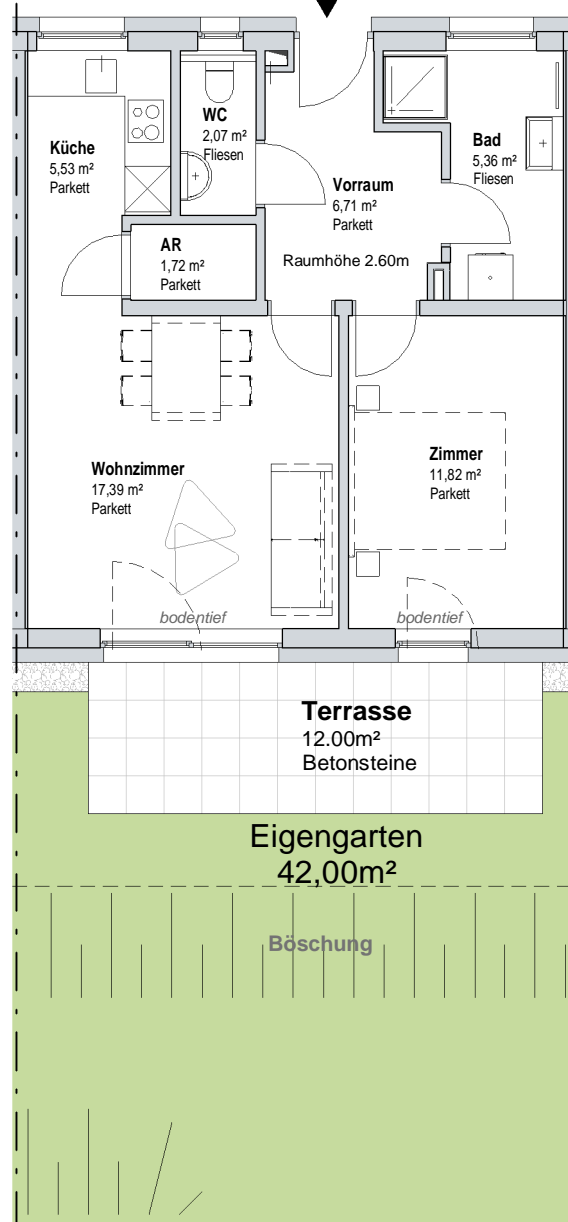 WC
2,07 m²
Fliesen
Küche
5,53 m²
Parkett
Bad
5,36 m²
Fliesen
Vorraum
6,71 m²
Parkett
AR
1,72 m²
Parkett
Raumhöhe 2.60m
Wohnzimmer
17,39 m²
Parkett
Zimmer
11,82 m²
Parkett
bodentief
bodentief
Terrasse
12.00m²
Betonsteine
Eigengarten
42,00m²
Böschung